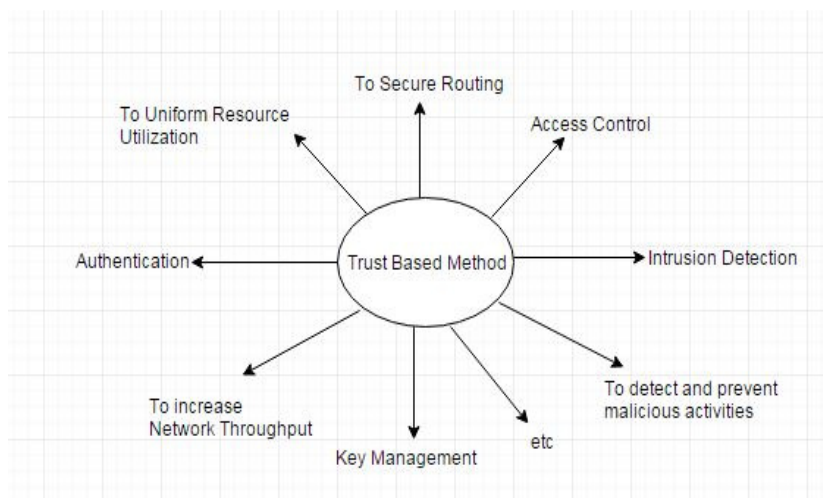 To Secure Routing
To Uniform Resource
Utilization
Access Control
Authentication
Trust Based Method
Intrusion Detection
To increase
Network Throughput
To detect and prevent
malicious activities
Key Management
etc